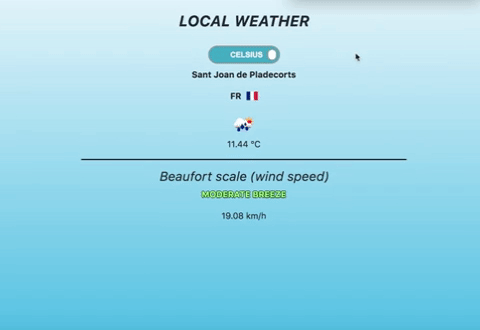 LOCAL WEATHER
CELSIUS
Sant Joan de Pladecorts
FR
11.44 °C
Beaufort scale (wind speed)
MODERATE BREEZE
19.08 km/h